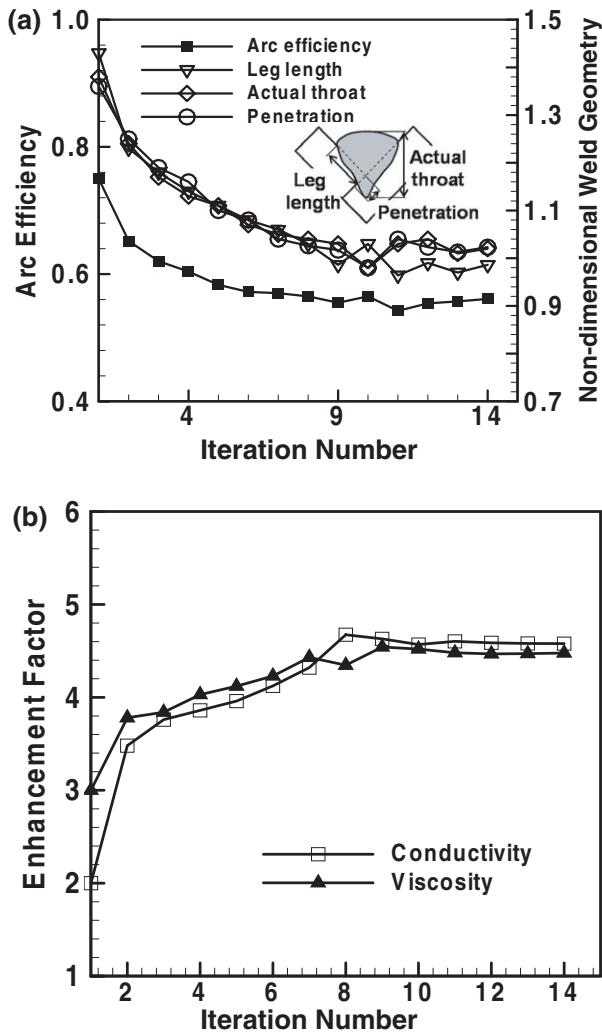 (a)
1.0
0.8
0.6
0.4
Arc Efficiency
Arc efficiency
Leg length
Actual throat
Penetration
Leg
length
Actual
throat
Penetration
1.5
1.3
1.1
0.9
0.7
Non-dimensional Weld Geometry
4
9
14
Iteration Number
(b)
6
5
4
3
2
1
Enhancement Factor
Conductivity
Viscosity
2
4
6
8
10
12
14
Iteration Number